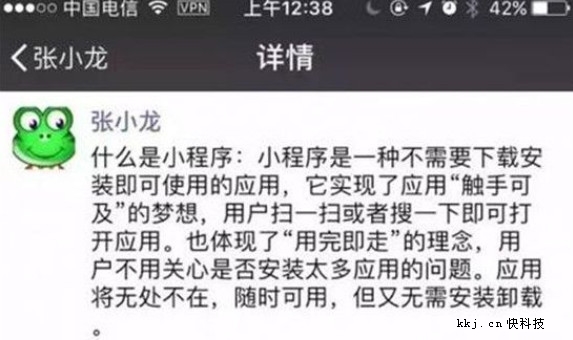 中国电信 VPN 上午12:38 42%
张小龙 详情
张小龙
什么是小程序：小程序是一种不需要下载安
装即可使用的应用，它实现了应用“触手可
及”的梦想，用户扫一扫或者搜一下即可打
开应用。也体现了“用完即走”的理念，用
户不用关心是否安装太多应用的问题。应用
将无处不在，随时可用，但又无需安装卸载
。
kkj.cn 快科技